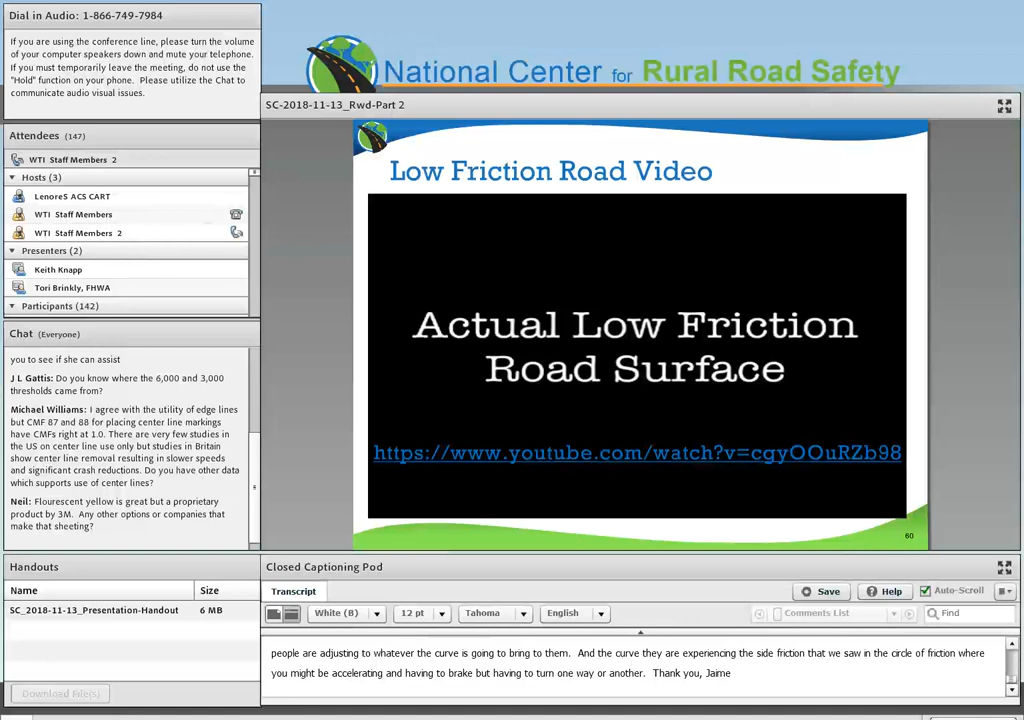 Dial in Audio: 1-866-749-7984
If you are using the conference line, please turn the volume
of your computer speakers down and mute your telephone.
If you must temporarily leave the meeting, do not use the
"Hold" function on your phone.  Please utilize the Chat to
communicate audio visual issues.
National Center for Rural Road Safety
Attendees (147)
WTI Staff Members 2
Hosts (3)
LenoreS ACS CART
WTI Staff Members
WTI Staff Members 2
Presenters (2)
Keith Knapp
Tori Brinkly, FHWA
Participants (142)
Chat (Everyone)
you to see if she can assist
J L Gattis: Do you know where the 6,000 and 3,000
thresholds came from?
Michael Williams: I agree with the utility of edge lines
but CMF 87 and 88 for placing center line markings
have CMFs right at 1.0. There are very few studies in
the US on center line use only but studies in Britain
show center line removal resulting in slower speeds
and significant crash reductions. Do you have other data
which supports use of center lines?
Neil: Flourescent yellow is great but a proprietary
product by 3M.  Any other options or companies that
make that sheeting?
SC-2018-11-13_Rwd-Part 2
Low Friction Road Video
Actual Low Friction
Road Surface
https://www.youtube.com/watch?v=cgyOOuRZb98
60
Handouts
Name Size
SC_2018-11-13_Presentation-Handout 6 MB
Download File(s)
Closed Captioning Pod
Transcript
Save Help Auto-Scroll
White (B) 12 pt Tahoma English Comments List Find
people are adjusting to whatever the curve is going to bring to them.  And the curve they are experiencing the side friction that we saw in the circle of friction where
you might be accelerating and having to brake but having to turn one way or another.  Thank you, Jaime